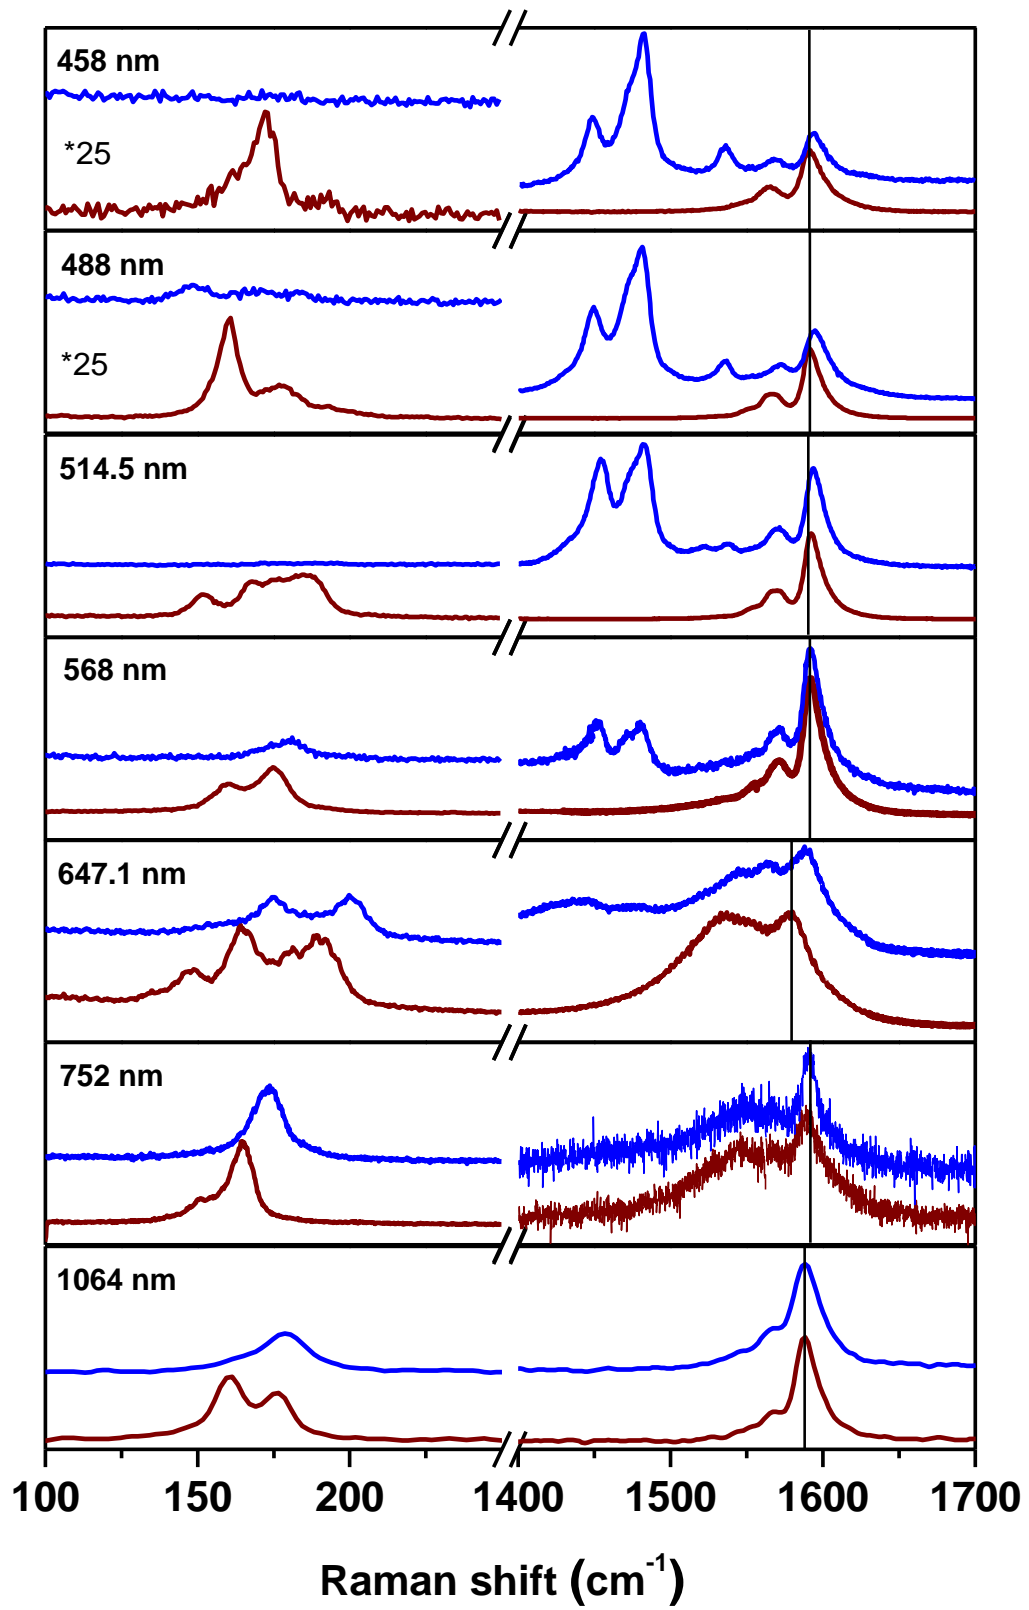 458 nm
*25
488 nm
*25
514.5 nm
568 nm
647.1 nm
752 nm
1064 nm
100 150 200 1400 1500 1600 1700
Raman shift (cm⁻¹)